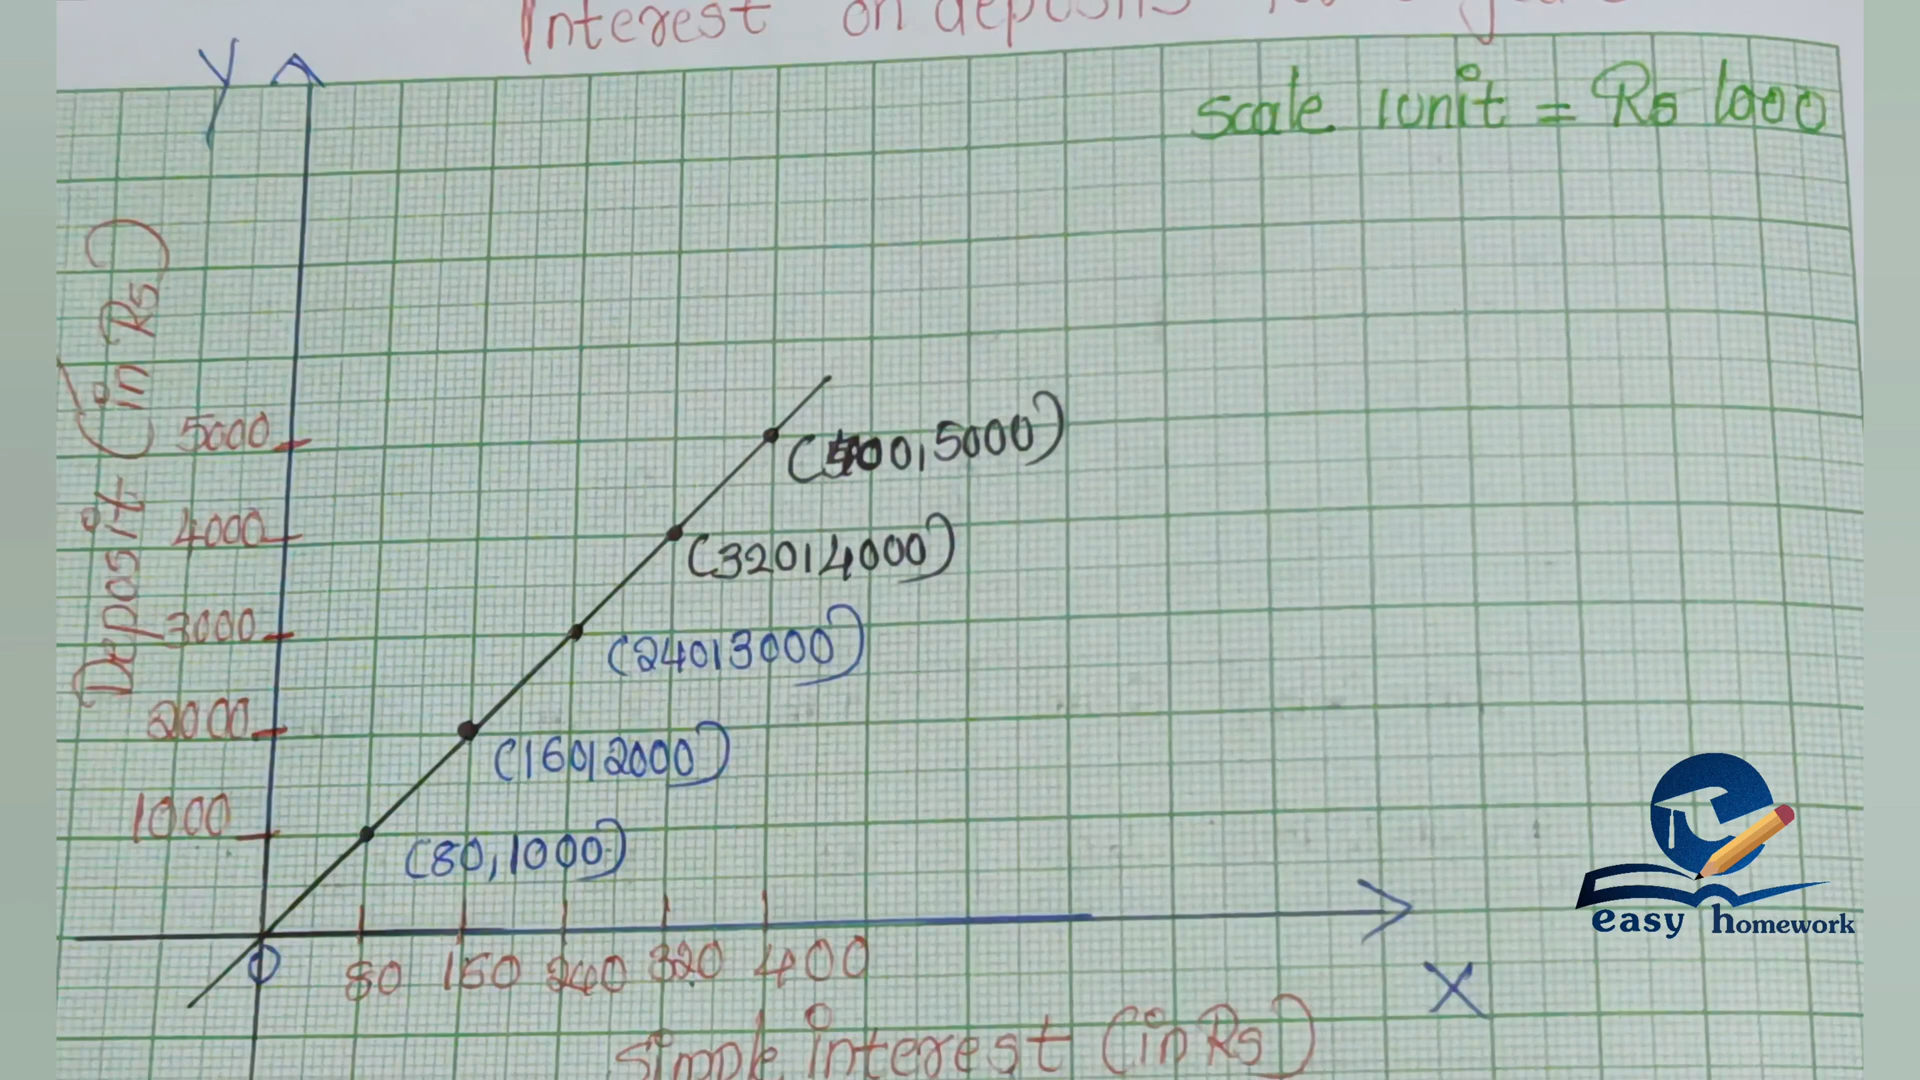 Interest on deposits
Y
scale 1unit = Rs 1000
Deposit (in Rs)
5000
4000
3000
2000
1000
(400,5000)
(320,4000)
(240,3000)
(160,2000)
(80,1000)
0
80 160 240 320 400
X
simple interest (in Rs)
easy homework